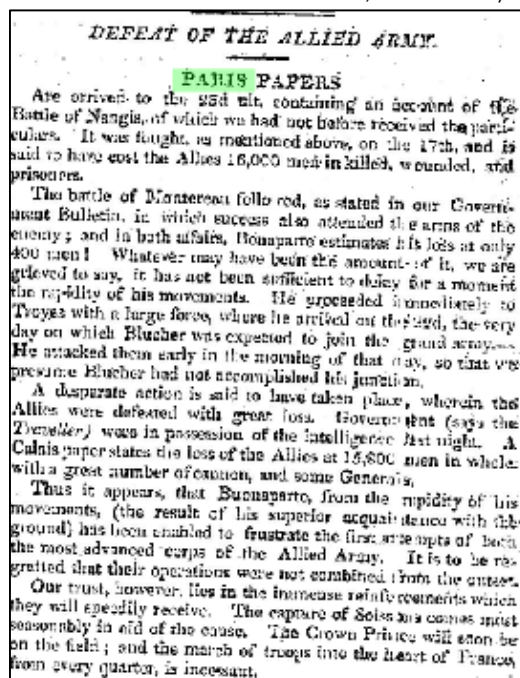 DEFEAT OF THE ALLIED ARMY.
PARIS PAPERS
Are arrived to the 23d ult. containing an account of the
Battle of Nangis, of which we had not before received the parti-
culars. It was fought, as mentioned above, on the 17th, and is
said to have cost the Allies 16,000 men in killed, wounded, and
prisoners.
The battle of Montereau followed, as stated in our Govern-
ment Bulletin, in which success also attended the arms of the
enemy; and in both affairs, Bonaparte estimates his loss at only
400 men! Whatever may have been the amount of it, we are
grieved to say, it has not been sufficient to delay for a moment
the rapidity of his movements. He proceeded immediately to
Troyes with a large force, where he arrived on the 23d, the very
day on which Blucher was expected to join the grand army.—
He attacked them early in the morning of that day, so that we
presume Blucher had not accomplished his junction.
A desparate action is said to have taken place, wherein the
Allies were defeated with great loss. Government (says the
Traveller) were in possession of the intelligence last night. A
Calais paper states the loss of the Allies at 15,800 men in whole
with a great number of cannon, and some Generals.
Thus it appears, that Buonaparte, from the rapidity of his
movements, (the result of his superior acquaintance with the
ground) has been enabled to frustrate the first attempts of both
the most advanced corps of the Allied Army. It is to be re-
gretted that their operations were not combined from the outset.
Our trust, however, lies in the immense reinforcements which
they will speedily receive. The capture of Soissons comes most
seasonably in aid of the cause. The Crown Prince will soon be
on the field; and the march of troops into the heart of France,
from every quarter, is incessant.